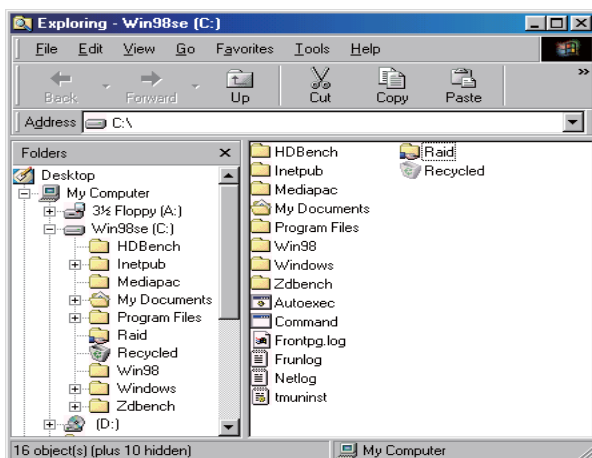 Exploring - Win98se (C:)
File Edit View Go Favorites Tools Help
Back Forward Up Cut Copy Paste »
Address C:\
Folders
Desktop
My Computer
3½ Floppy (A:)
Win98se (C:)
HDBench
Inetpub
Mediapac
My Documents
Program Files
Raid
Recycled
Win98
Windows
Zdbench
(D:)
HDBench
Inetpub
Mediapac
My Documents
Program Files
Win98
Windows
Zdbench
Autoexec
Command
Frontpg.log
Frunlog
Netlog
tmuninst
Raid
Recycled
16 object(s) (plus 10 hidden) My Computer